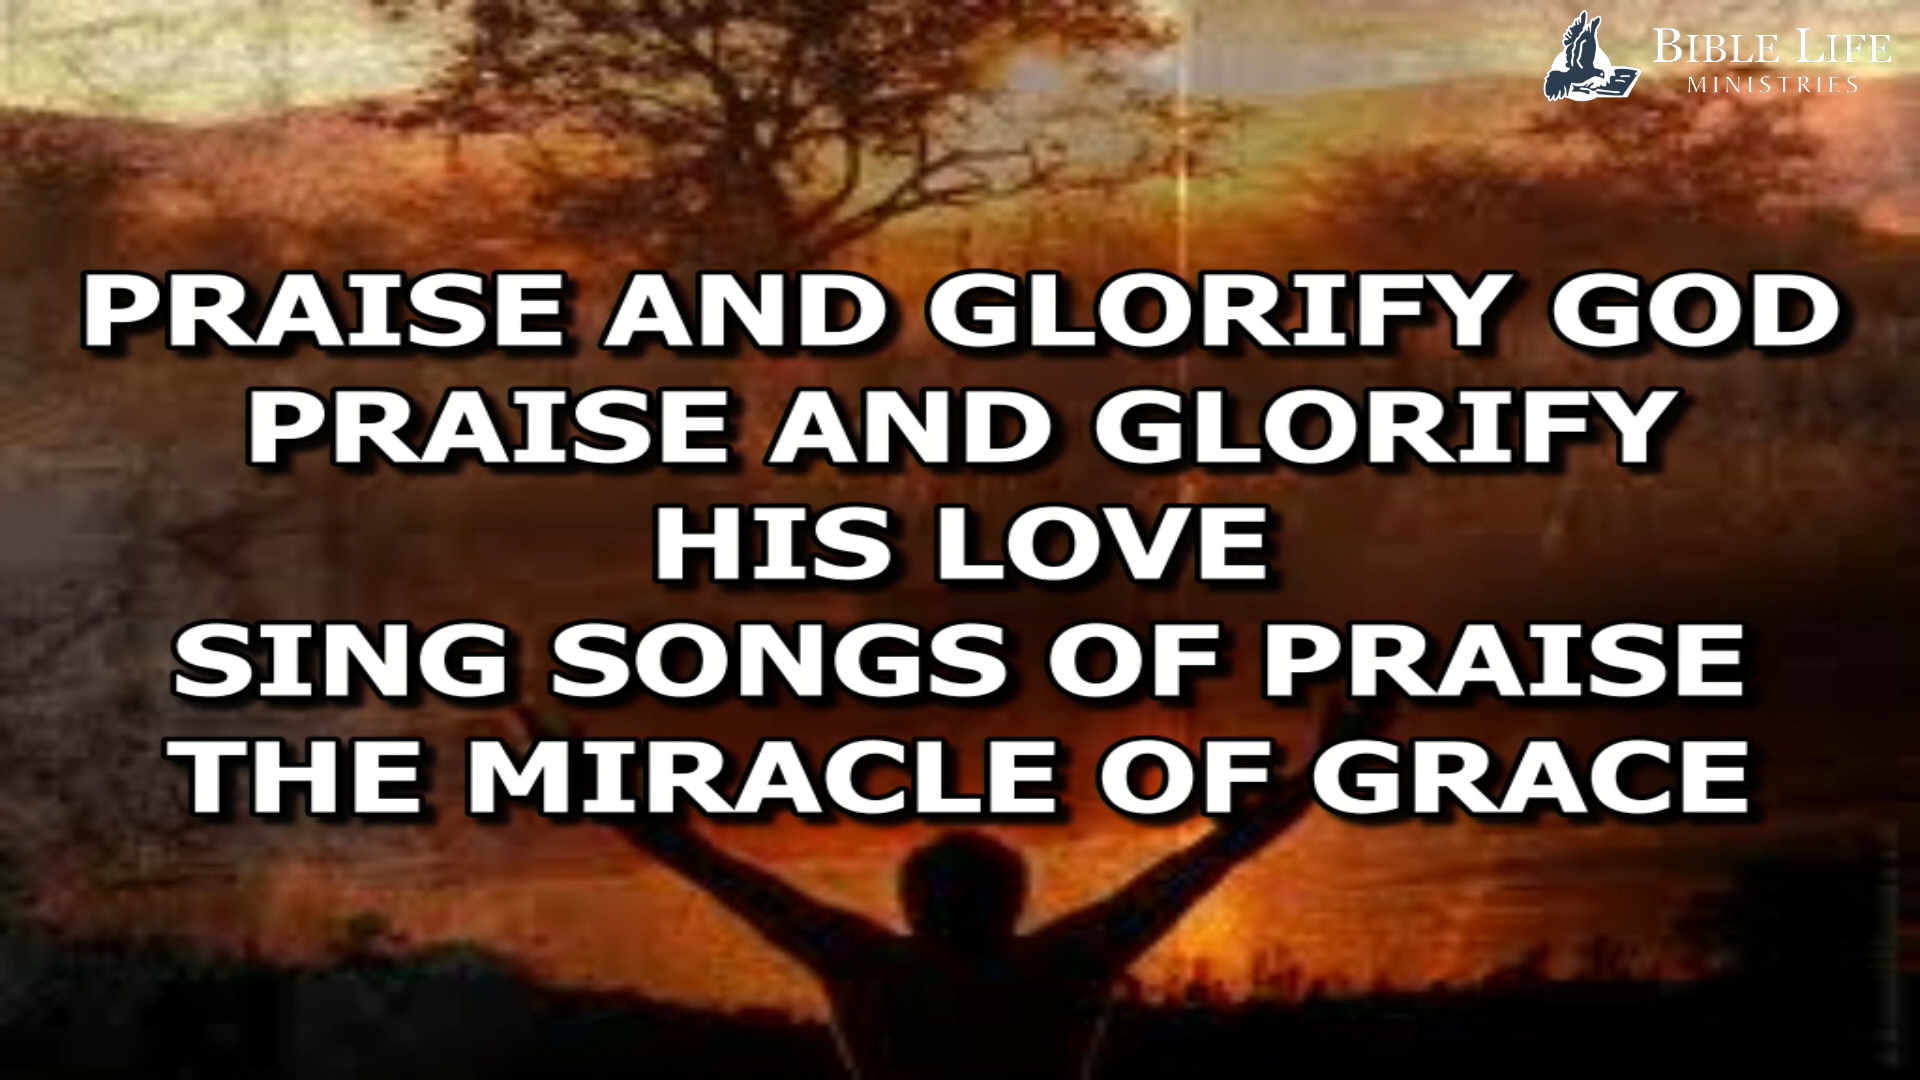 BIBLE LIFE
MINISTRIES
PRAISE AND GLORIFY GOD
PRAISE AND GLORIFY
HIS LOVE
SING SONGS OF PRAISE
THE MIRACLE OF GRACE